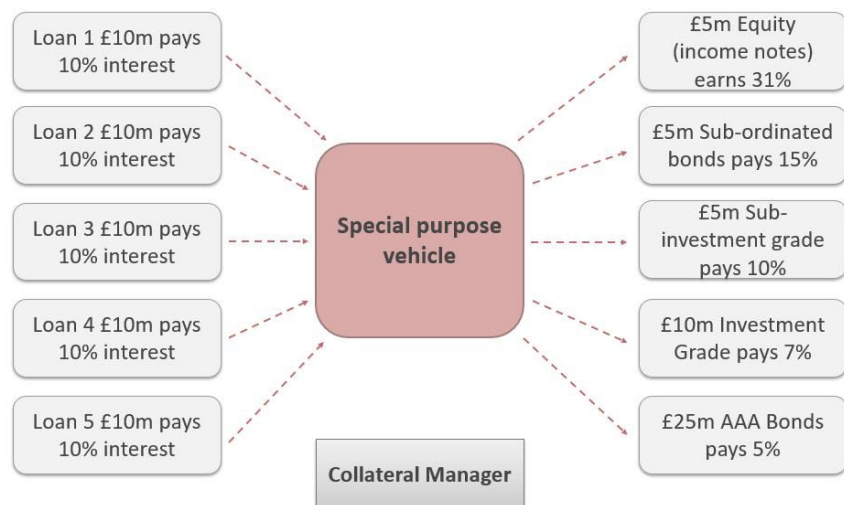 Loan 1 £10m pays
10% interest
Loan 2 £10m pays
10% interest
Loan 3 £10m pays
10% interest
Loan 4 £10m pays
10% interest
Loan 5 £10m pays
10% interest
Special purpose
vehicle
Collateral Manager
£5m Equity
(income notes)
earns 31%
£5m Sub-ordinated
bonds pays 15%
£5m Sub-
investment grade
pays 10%
£10m Investment
Grade pays 7%
£25m AAA Bonds
pays 5%